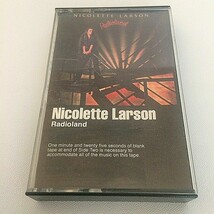 NICOLETTE LARSON
Radioland
Nicolette Larson
Radioland
One minute and twenty five seconds of blank
tape at end of Side Two is necessary to
accommodate all of the music on this tape.